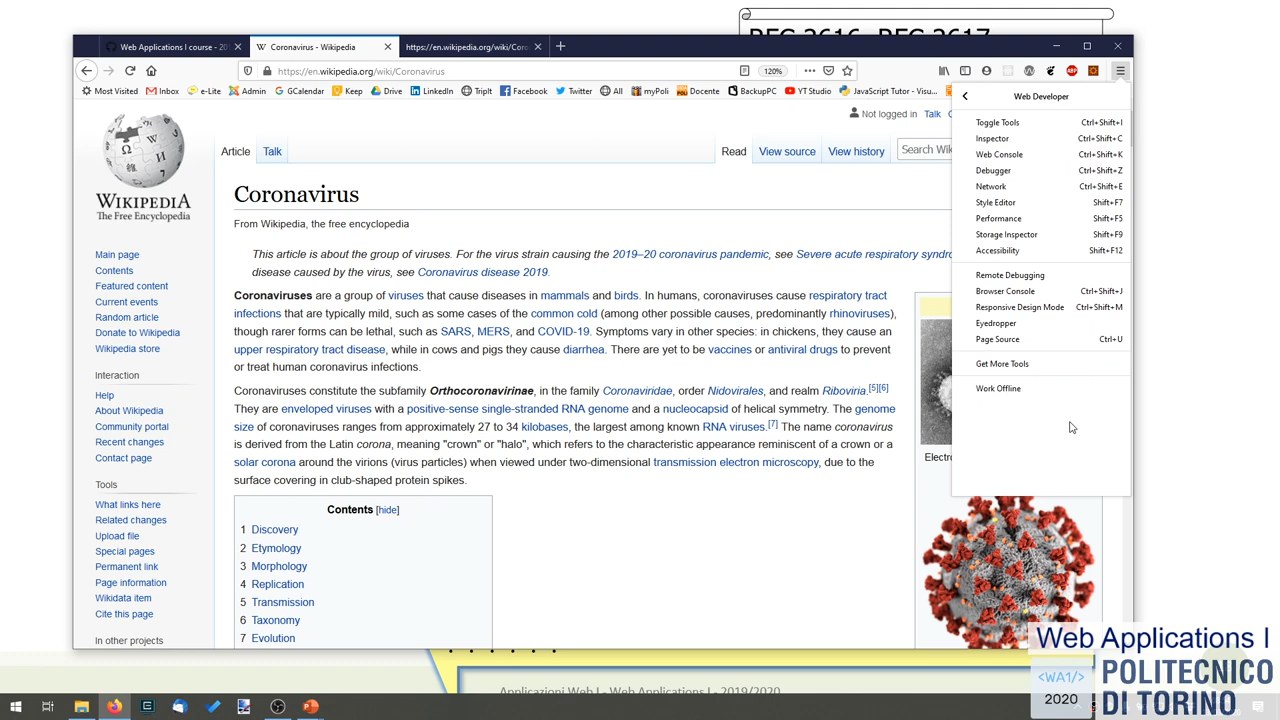 RFC 2616, RFC 2617
Web Applications I course - 20
Coronavirus - Wikipedia
https://en.wikipedia.org/wiki/Coro
https://en.wikipedia.org/wiki/Coronavirus
120%
Most Visited
Inbox
e-Lite
Admin
GCalendar
Keep
Drive
LinkedIn
TripIt
Facebook
Twitter
All
myPoli
Docente
BackupPC
YT Studio
JavaScript Tutor - Visu...
Web Developer
Toggle Tools Ctrl+Shift+I
Inspector Ctrl+Shift+C
Web Console Ctrl+Shift+K
Debugger Ctrl+Shift+Z
Network Ctrl+Shift+E
Style Editor Shift+F7
Performance Shift+F5
Storage Inspector Shift+F9
Accessibility Shift+F12
Remote Debugging
Browser Console Ctrl+Shift+J
Responsive Design Mode Ctrl+Shift+M
Eyedropper
Page Source Ctrl+U
Get More Tools
Work Offline
Not logged in Talk
Article Talk
Read View source View history
Search Wi
WIKIPEDIA
The Free Encyclopedia
Main page
Contents
Featured content
Current events
Random article
Donate to Wikipedia
Wikipedia store
Interaction
Help
About Wikipedia
Community portal
Recent changes
Contact page
Tools
What links here
Related changes
Upload file
Special pages
Permanent link
Page information
Wikidata item
Cite this page
In other projects
Coronavirus
From Wikipedia, the free encyclopedia
This article is about the group of viruses. For the virus strain causing the 2019–20 coronavirus pandemic, see Severe acute respiratory syndro
disease caused by the virus, see Coronavirus disease 2019.
Coronaviruses are a group of viruses that cause diseases in mammals and birds. In humans, coronaviruses cause respiratory tract
infections that are typically mild, such as some cases of the common cold (among other possible causes, predominantly rhinoviruses),
though rarer forms can be lethal, such as SARS, MERS, and COVID-19. Symptoms vary in other species: in chickens, they cause an
upper respiratory tract disease, while in cows and pigs they cause diarrhea. There are yet to be vaccines or antiviral drugs to prevent
or treat human coronavirus infections.
Coronaviruses constitute the subfamily Orthocoronavirinae, in the family Coronaviridae, order Nidovirales, and realm Riboviria.[5][6]
They are enveloped viruses with a positive-sense single-stranded RNA genome and a nucleocapsid of helical symmetry. The genome
size of coronaviruses ranges from approximately 27 to 34 kilobases, the largest among known RNA viruses.[7] The name coronavirus
is derived from the Latin corona, meaning "crown" or "halo", which refers to the characteristic appearance reminiscent of a crown or a
solar corona around the virions (virus particles) when viewed under two-dimensional transmission electron microscopy, due to the
surface covering in club-shaped protein spikes.
Electro
Contents [hide]
1 Discovery
2 Etymology
3 Morphology
4 Replication
5 Transmission
6 Taxonomy
7 Evolution
Applicazioni Web I - Web Applications I - 2019/2020
Web Applications I
<WA1/>
2020
POLITECNICO
DI TORINO